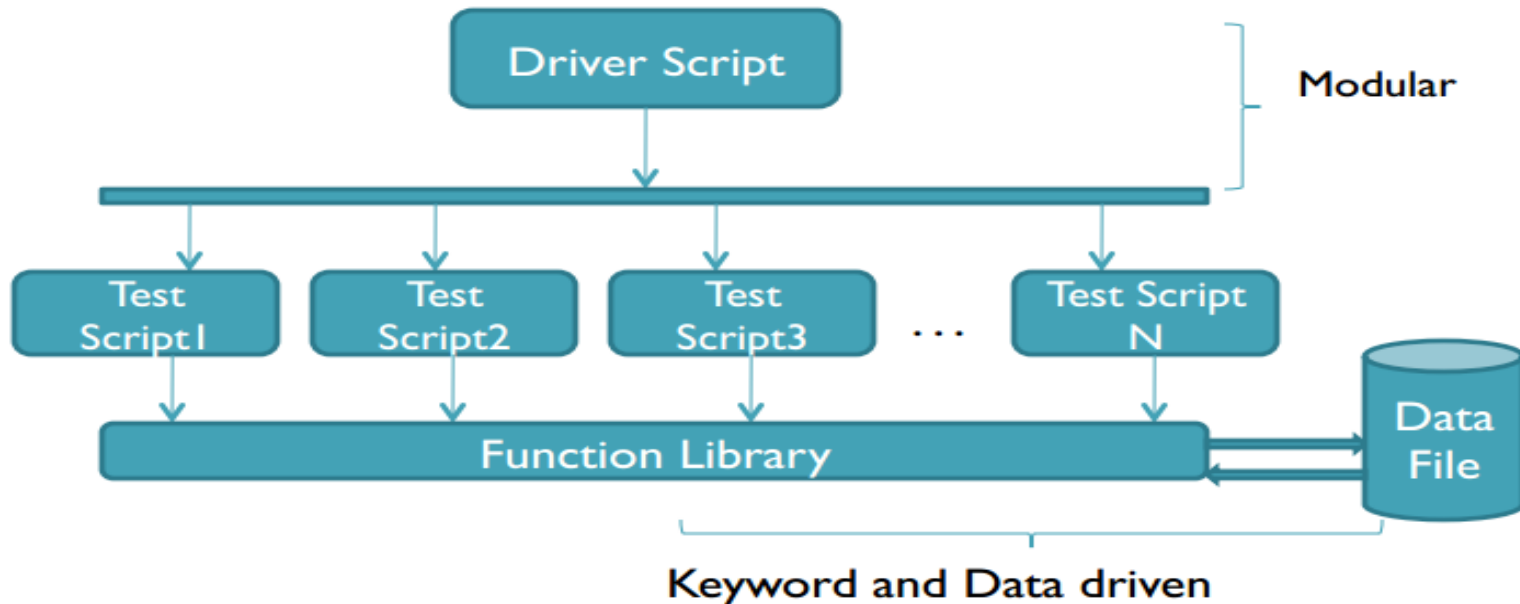 Driver Script
Modular
Test
Script1
Test
Script2
Test
Script3
...
Test Script
N
Data
File
Function Library
Keyword and Data driven